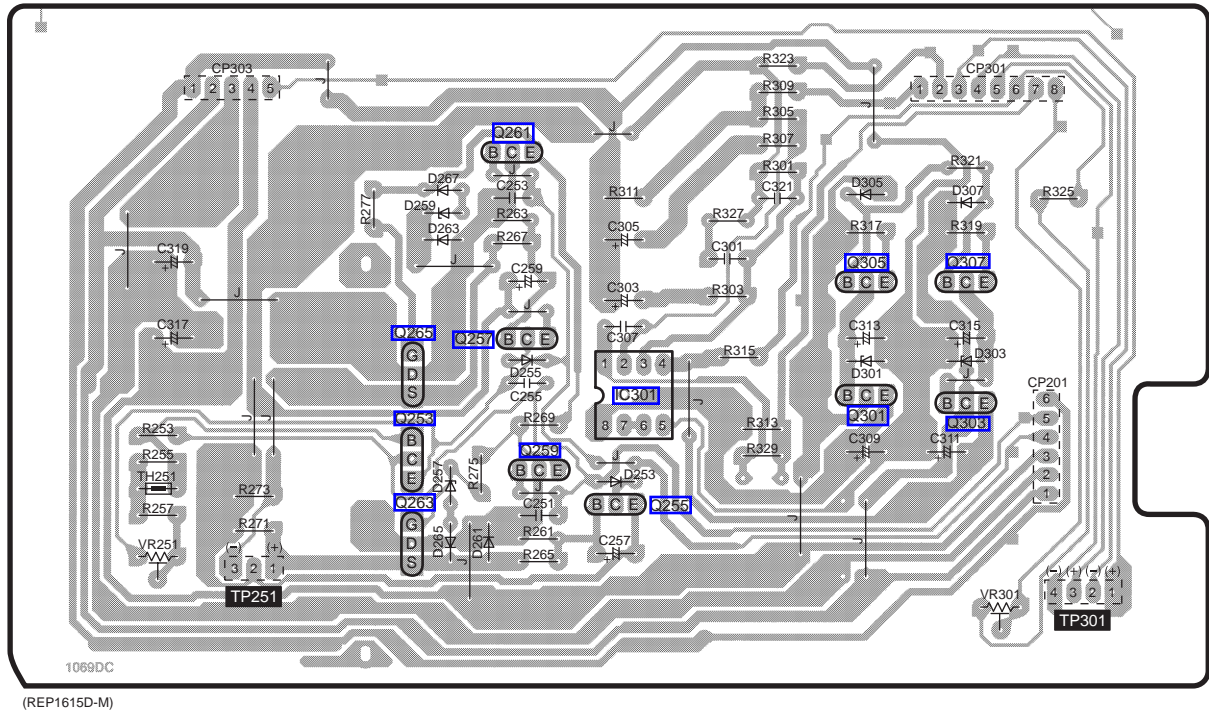 CP303
1 2 3 4 5
J
R323
R309
R305
R307
R301
C321
J
CP301
1 2 3 4 5 6 7 8
J
Q261
B C E
J
D267
C253
D259
R263
D263
R267
R277
J
R311
C305
+
R327
C301
R303
C303
+
C307
D305
R321
D307
R325
R317
R319
Q305
B C E
Q307
B C E
J
C319
+
J
C317
+
C259
+
J
Q265
G
D
S
Q257
B C E
D255
C255
1 2 3 4
IC301
8 7 6 5
J
R315
C313
+
D301
C315
+
D303
J
B C E
Q301
B C E
Q303
CP201
6
5
4
3
2
1
J
J
R253
R255
TH251
R257
VR251
R273
R271
(–) (+)
3 2 1
TP251
Q253
B
C
E
Q263
G
D
S
R269
D257
R275
Q259
B C E
J
C251
D265
D261
R261
R265
J
J
D253
B C E
Q255
C257
+
R313
R329
C309
+
C311
+
J
J
VR301
(–) (+) (–) (+)
4 3 2 1
TP301
1069DC
(REP1615D-M)